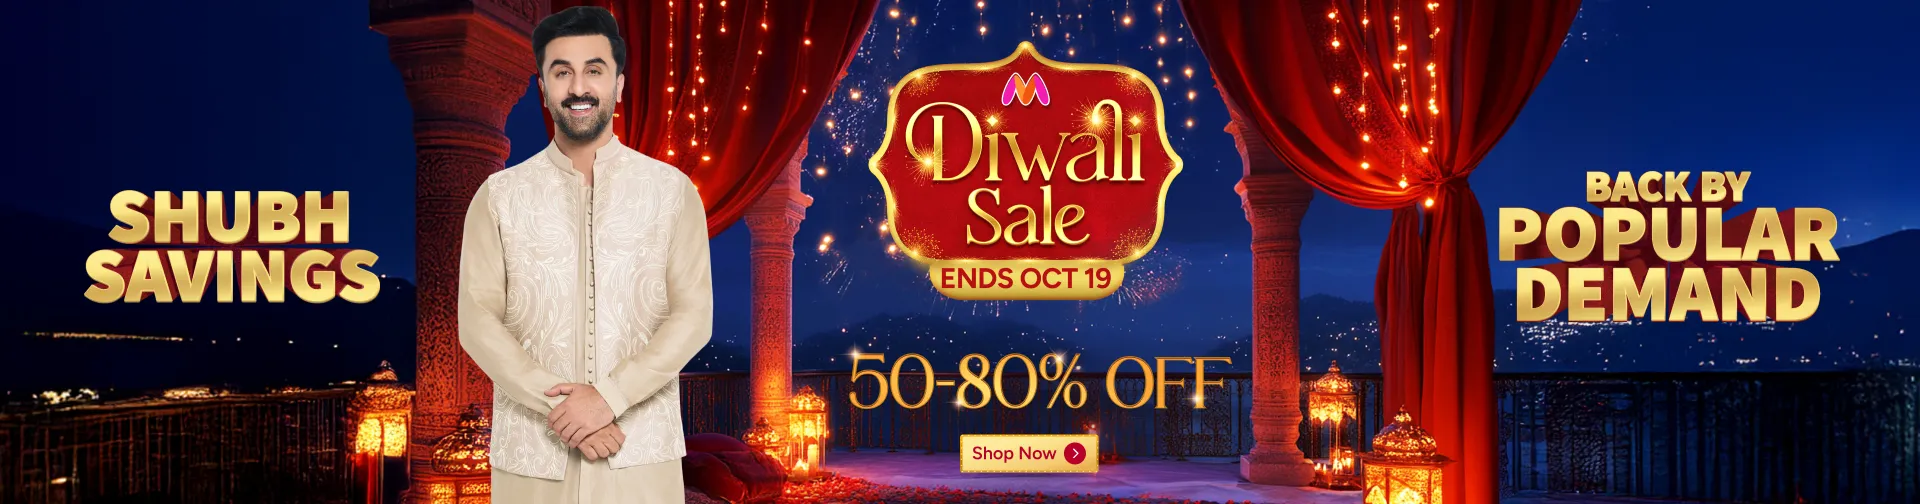 SHUBH
SAVINGS
Diwali
Sale
ENDS OCT 19
50-80% OFF
Shop Now
BACK BY
POPULAR
DEMAND